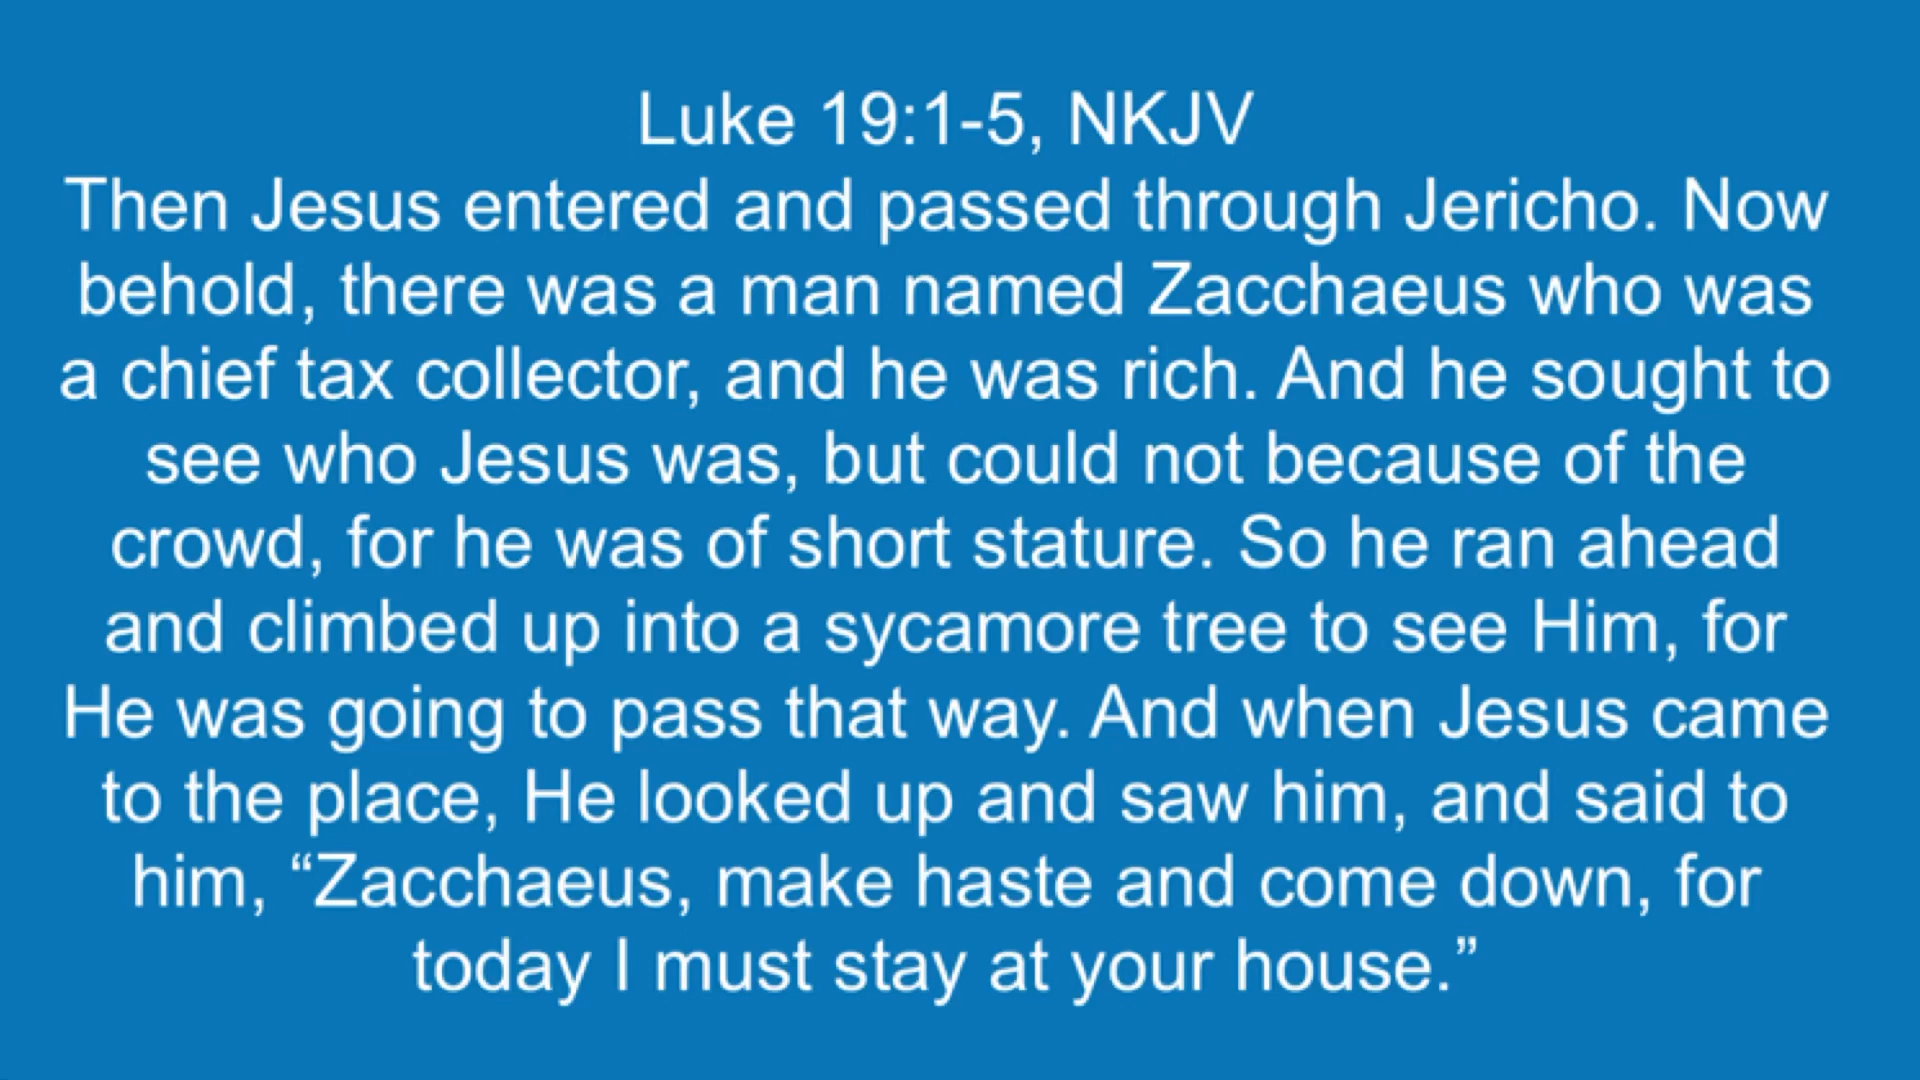 Luke 19:1-5, NKJV
Then Jesus entered and passed through Jericho. Now
behold, there was a man named Zacchaeus who was
a chief tax collector, and he was rich. And he sought to
see who Jesus was, but could not because of the
crowd, for he was of short stature. So he ran ahead
and climbed up into a sycamore tree to see Him, for
He was going to pass that way. And when Jesus came
to the place, He looked up and saw him, and said to
him, “Zacchaeus, make haste and come down, for
today I must stay at your house.”